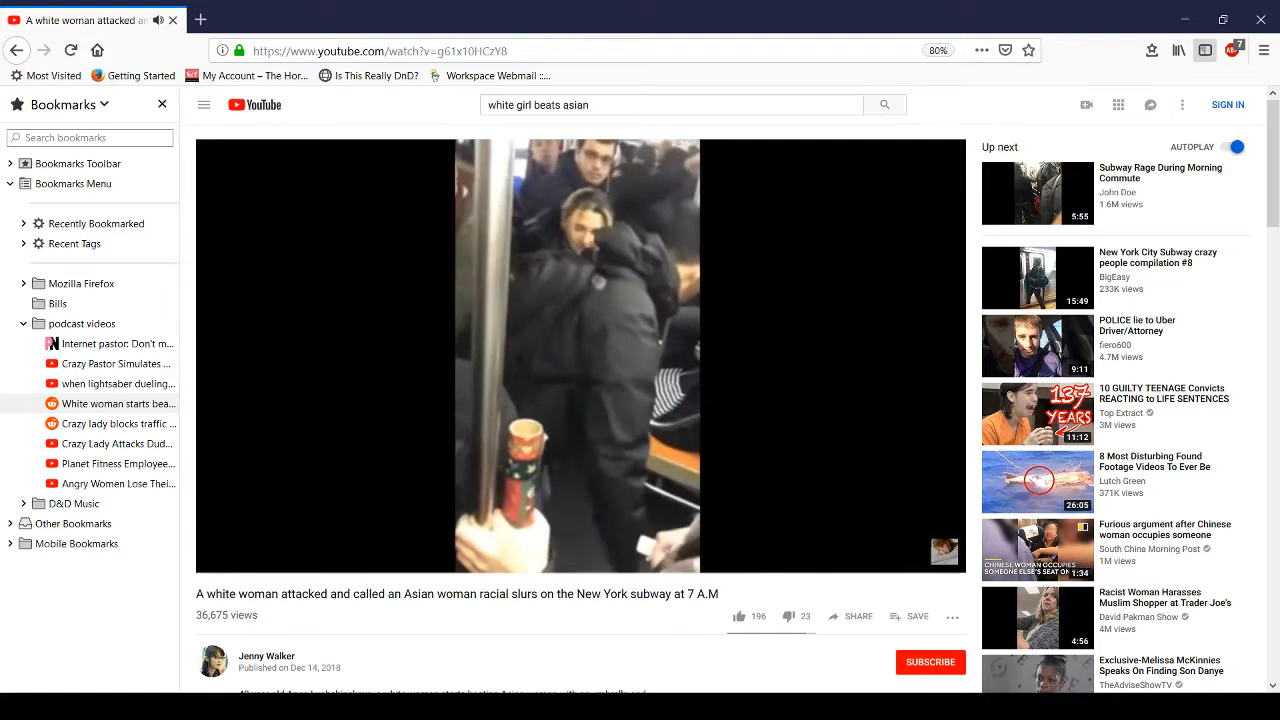 A white woman attacked an
https://www.youtube.com/watch?v=g61x10HCzY8
80%
7
Most Visited
Getting Started
My Account – The Hor...
Is This Really DnD?
Workspace Webmail ::...
Bookmarks
Search bookmarks
Bookmarks Toolbar
Bookmarks Menu
Recently Bookmarked
Recent Tags
Mozilla Firefox
Bills
podcast videos
Internet pastor: Don't m...
Crazy Pastor Simulates ...
when lightsaber dueling...
White woman starts bea...
Crazy lady blocks traffic ...
Crazy Lady Attacks Dud...
Planet Fitness Employee...
Angry Women Lose Thei...
D&D Music
Other Bookmarks
Mobile Bookmarks
YouTube
white girl beats asian
SIGN IN
A white woman attacked and called an Asian woman racial slurs on the New York subway at 7 A.M
36,675 views
196
23
SHARE
SAVE
Jenny Walker
Published on Dec 14, 2018
SUBSCRIBE
Up next
AUTOPLAY
Subway Rage During Morning
Commute
John Doe
1.6M views
5:55
New York City Subway crazy
people compilation #8
BigEasy
233K views
15:49
POLICE lie to Uber
Driver/Attorney
fiero600
4.7M views
9:11
10 GUILTY TEENAGE Convicts
REACTING to LIFE SENTENCES
Top Extract
3M views
137
YEARS
11:12
8 Most Disturbing Found
Footage Videos To Ever Be
Lutch Green
371K views
26:05
Furious argument after Chinese
woman occupies someone
South China Morning Post
1M views
CHINESE WOMAN OCCUPIES
SOMEONE ELSE'S SEAT ON
1:34
Racist Woman Harasses
Muslim Shopper at Trader Joe's
David Pakman Show
4M views
4:56
Exclusive-Melissa McKinnies
Speaks On Finding Son Danye
TheAdviseShowTV